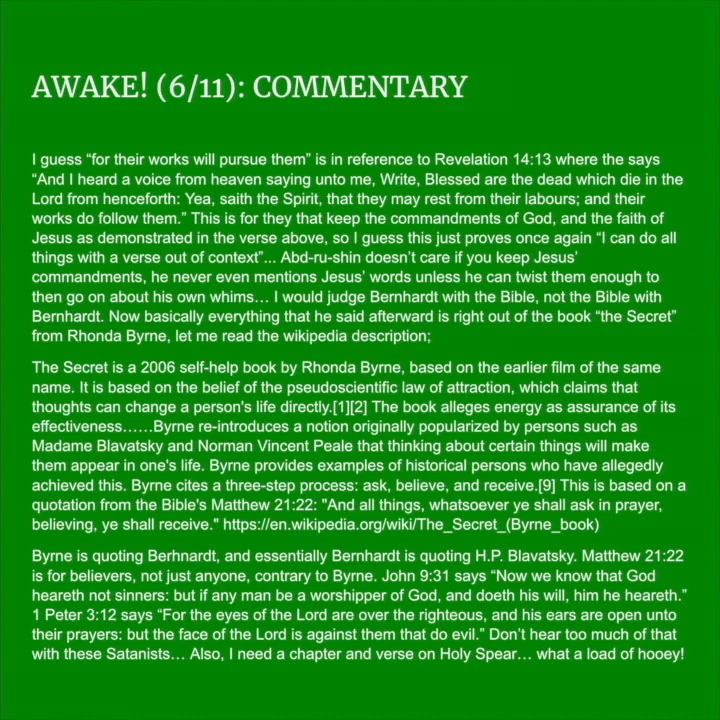 AWAKE! (6/11): COMMENTARY
I guess “for their works will pursue them” is in reference to Revelation 14:13 where the says
“And I heard a voice from heaven saying unto me, Write, Blessed are the dead which die in the
Lord from henceforth: Yea, saith the Spirit, that they may rest from their labours; and their
works do follow them.” This is for they that keep the commandments of God, and the faith of
Jesus as demonstrated in the verse above, so I guess this just proves once again “I can do all
things with a verse out of context”... Abd-ru-shin doesn’t care if you keep Jesus’
commandments, he never even mentions Jesus’ words unless he can twist them enough to
then go on about his own whims… I would judge Bernhardt with the Bible, not the Bible with
Bernhardt. Now basically everything that he said afterward is right out of the book “the Secret”
from Rhonda Byrne, let me read the wikipedia description;
The Secret is a 2006 self-help book by Rhonda Byrne, based on the earlier film of the same
name. It is based on the belief of the pseudoscientific law of attraction, which claims that
thoughts can change a person's life directly.[1][2] The book alleges energy as assurance of its
effectiveness……Byrne re-introduces a notion originally popularized by persons such as
Madame Blavatsky and Norman Vincent Peale that thinking about certain things will make
them appear in one's life. Byrne provides examples of historical persons who have allegedly
achieved this. Byrne cites a three-step process: ask, believe, and receive.[9] This is based on a
quotation from the Bible's Matthew 21:22: "And all things, whatsoever ye shall ask in prayer,
believing, ye shall receive." https://en.wikipedia.org/wiki/The_Secret_(Byrne_book)
Byrne is quoting Berhnardt, and essentially Bernhardt is quoting H.P. Blavatsky. Matthew 21:22
is for believers, not just anyone, contrary to Byrne. John 9:31 says “Now we know that God
heareth not sinners: but if any man be a worshipper of God, and doeth his will, him he heareth.”
1 Peter 3:12 says “For the eyes of the Lord are over the righteous, and his ears are open unto
their prayers: but the face of the Lord is against them that do evil.” Don’t hear too much of that
with these Satanists… Also, I need a chapter and verse on Holy Spear… what a load of hooey!